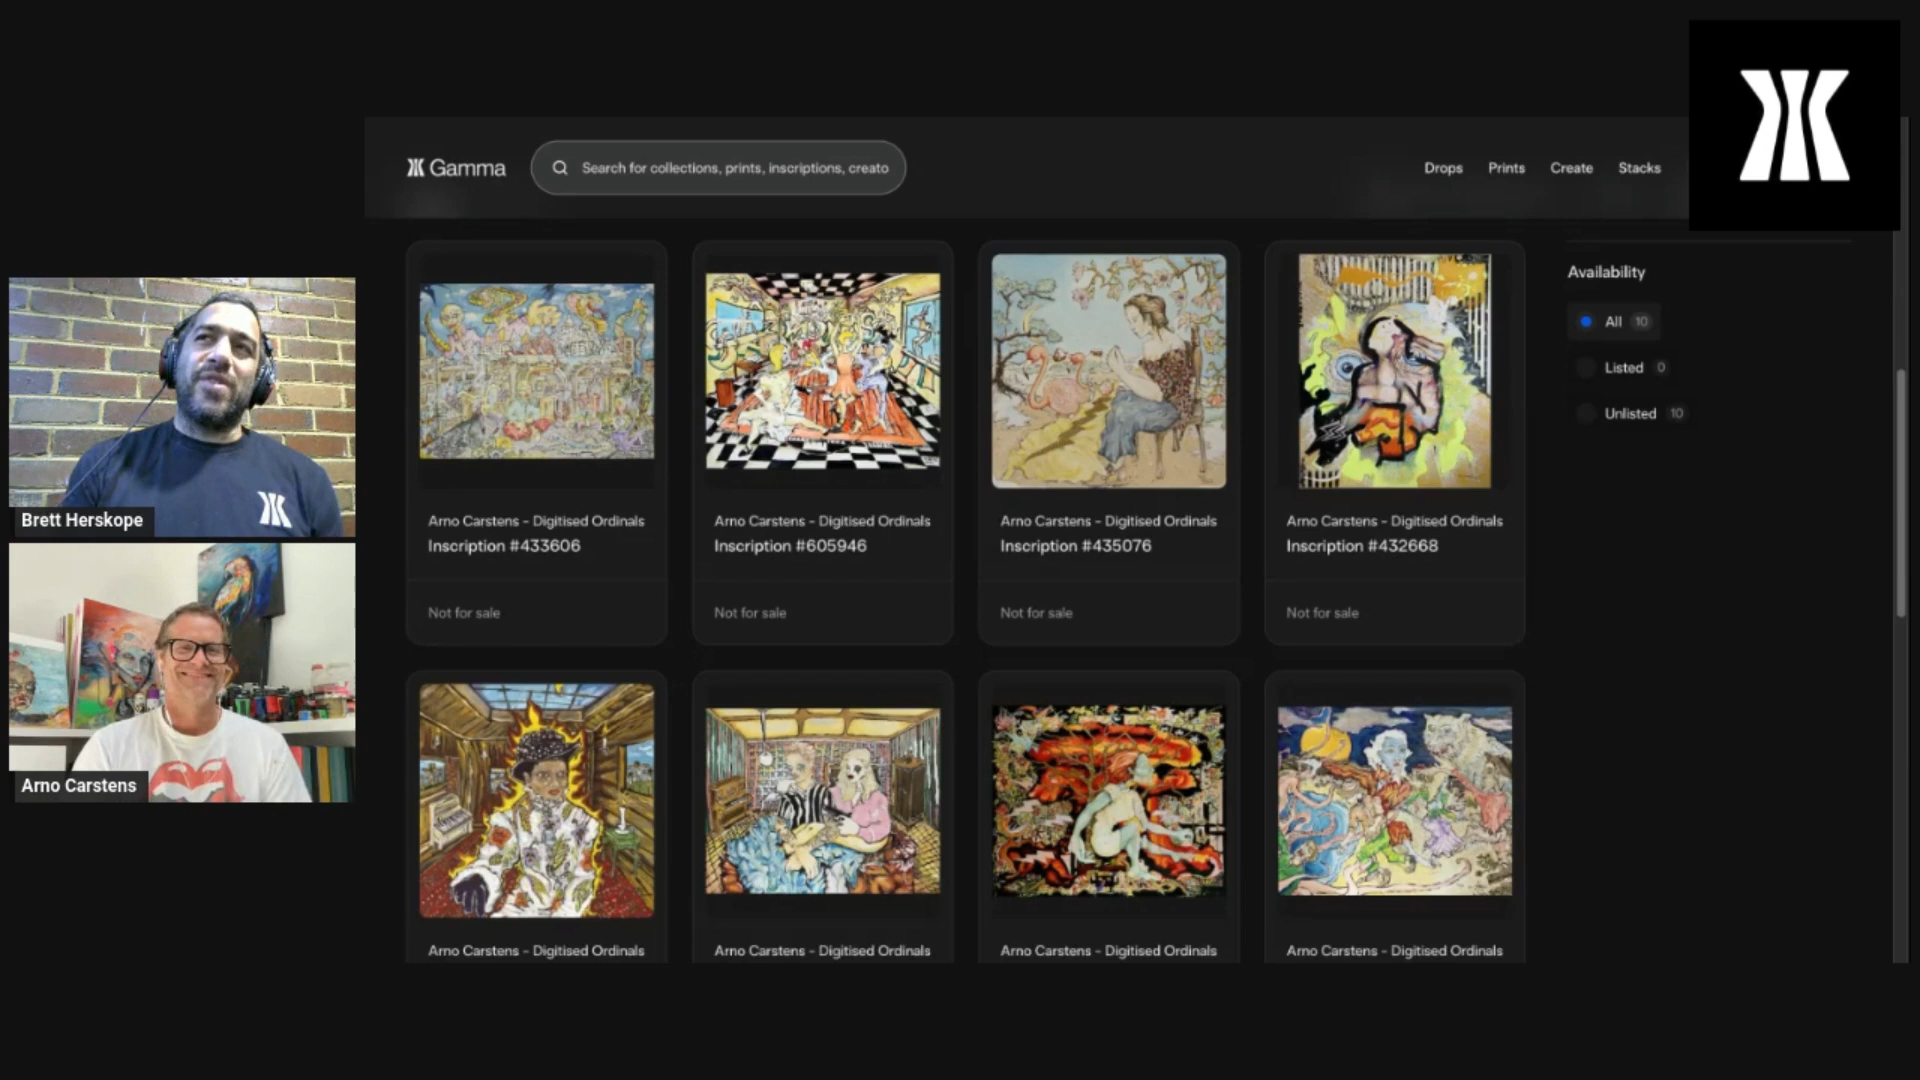 Gamma
Search for collections, prints, inscriptions, creato
Drops
Prints
Create
Stacks
Availability
All 10
Listed 0
Unlisted 10
Arno Carstens - Digitised Ordinals
Inscription #433606
Not for sale
Arno Carstens - Digitised Ordinals
Inscription #605946
Not for sale
Arno Carstens - Digitised Ordinals
Inscription #435076
Not for sale
Arno Carstens - Digitised Ordinals
Inscription #432668
Not for sale
Arno Carstens - Digitised Ordinals
Arno Carstens - Digitised Ordinals
Arno Carstens - Digitised Ordinals
Arno Carstens - Digitised Ordinals
Brett Herskope
Arno Carstens